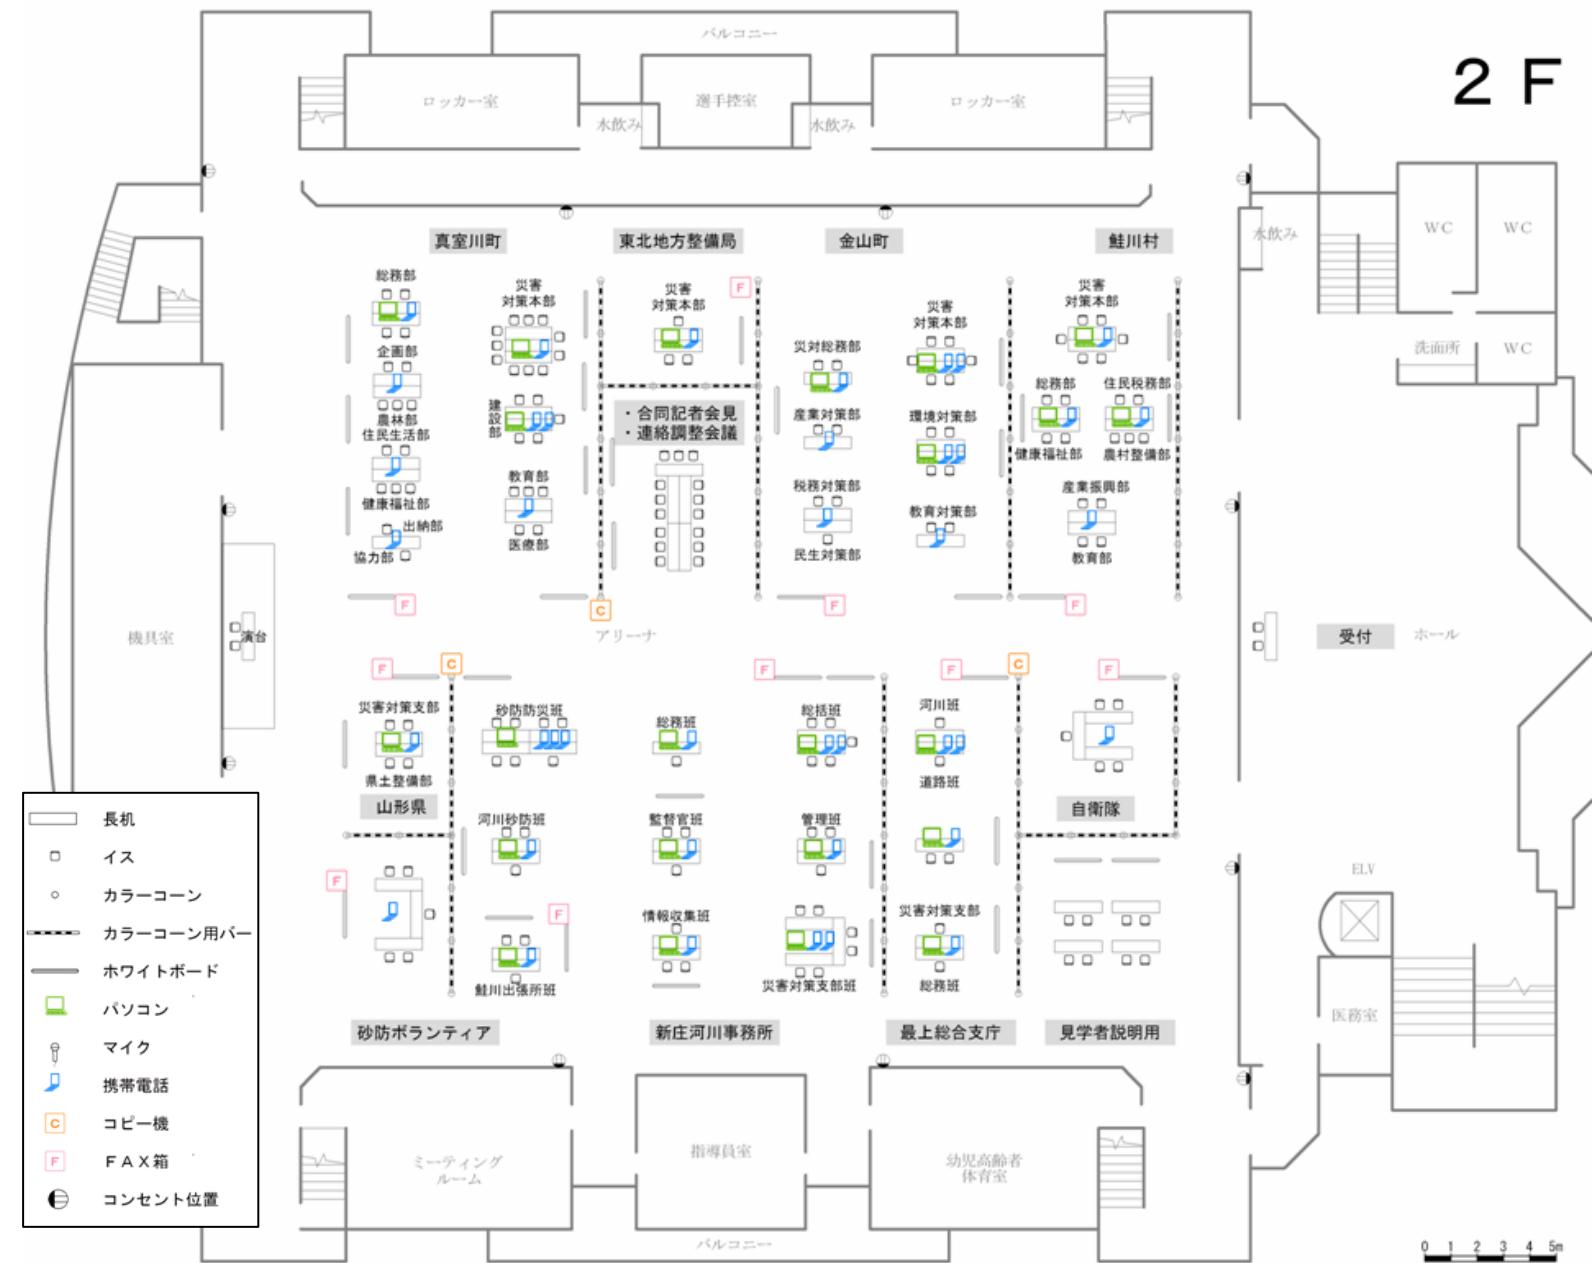 バルコニー
2 F
ロッカー室
選手控室
ロッカー室
水飲み
水飲み
WC
WC
水飲み
真室川町
東北地方整備局
金山町
鮭川村
総務部
災害
対策本部
災害
対策本部
F
災害
対策本部
災害
対策本部
企画部
災対総務部
洗面所
WC
農林部
住民生活部
建設部
・合同記者会見
・連絡調整会議
産業対策部
環境対策部
総務部
住民税務部
健康福祉部
農村整備部
教育部
税務対策部
産業振興部
健康福祉部
出納部
協力部
医療部
民生対策部
教育対策部
教育部
F
C
F
F
機具室
演台
アリーナ
受付
ホール
F
C
F
F
C
F
災害対策支部
砂防防災班
総務班
総括班
河川班
県土整備部
道路班
山形県
自衛隊
河川砂防班
監督官班
管理班
F
F
ELV
情報収集班
災害対策支部
鮭川出張所班
災害対策支部班
総務班
医務室
砂防ボランティア
新庄河川事務所
最上総合支庁
見学者説明用
長机
イス
カラーコーン
カラーコーン用バー
ホワイトボード
パソコン
マイク
携帯電話
C コピー機
F FAX箱
コンセント位置
ミーティング
ルーム
指導員室
幼児高齢者
体育室
バルコニー
0 1 2 3 4 5m